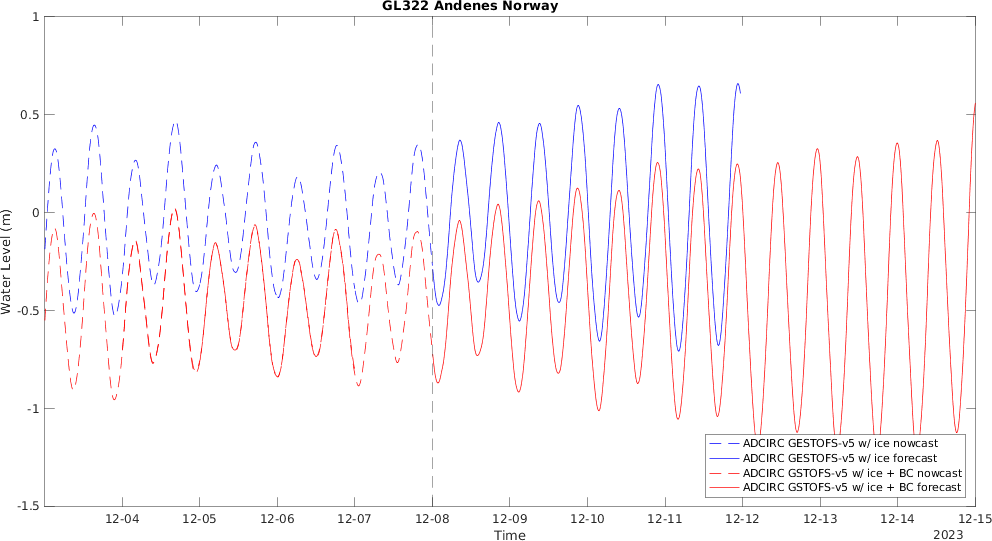 GL322 Andenes Norway
1
0.5
0
-0.5
-1
-1.5
Water Level (m)
ADCIRC GESTOFS-v5 w/ ice nowcast
ADCIRC GESTOFS-v5 w/ ice forecast
ADCIRC GSTOFS-v5 w/ ice + BC nowcast
ADCIRC GSTOFS-v5 w/ ice + BC forecast
12-04 12-05 12-06 12-07 12-08 12-09 12-10 12-11 12-12 12-13 12-14 12-15
Time
2023